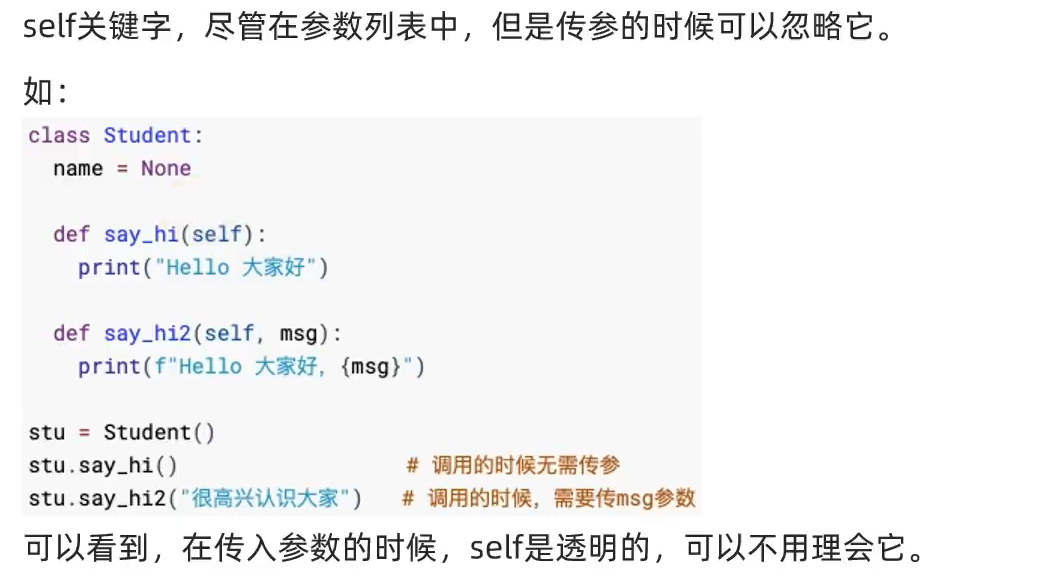 self关键字，尽管在参数列表中，但是传参的时候可以忽略它。
如：
class Student:
  name = None
  def say_hi(self):
    print("Hello 大家好")
  def say_hi2(self, msg):
    print(f"Hello 大家好，{msg}")
stu = Student()
stu.say_hi() # 调用的时候无需传参
stu.say_hi2("很高兴认识大家") # 调用的时候，需要传msg参数
可以看到，在传入参数的时候，self是透明的，可以不用理会它。